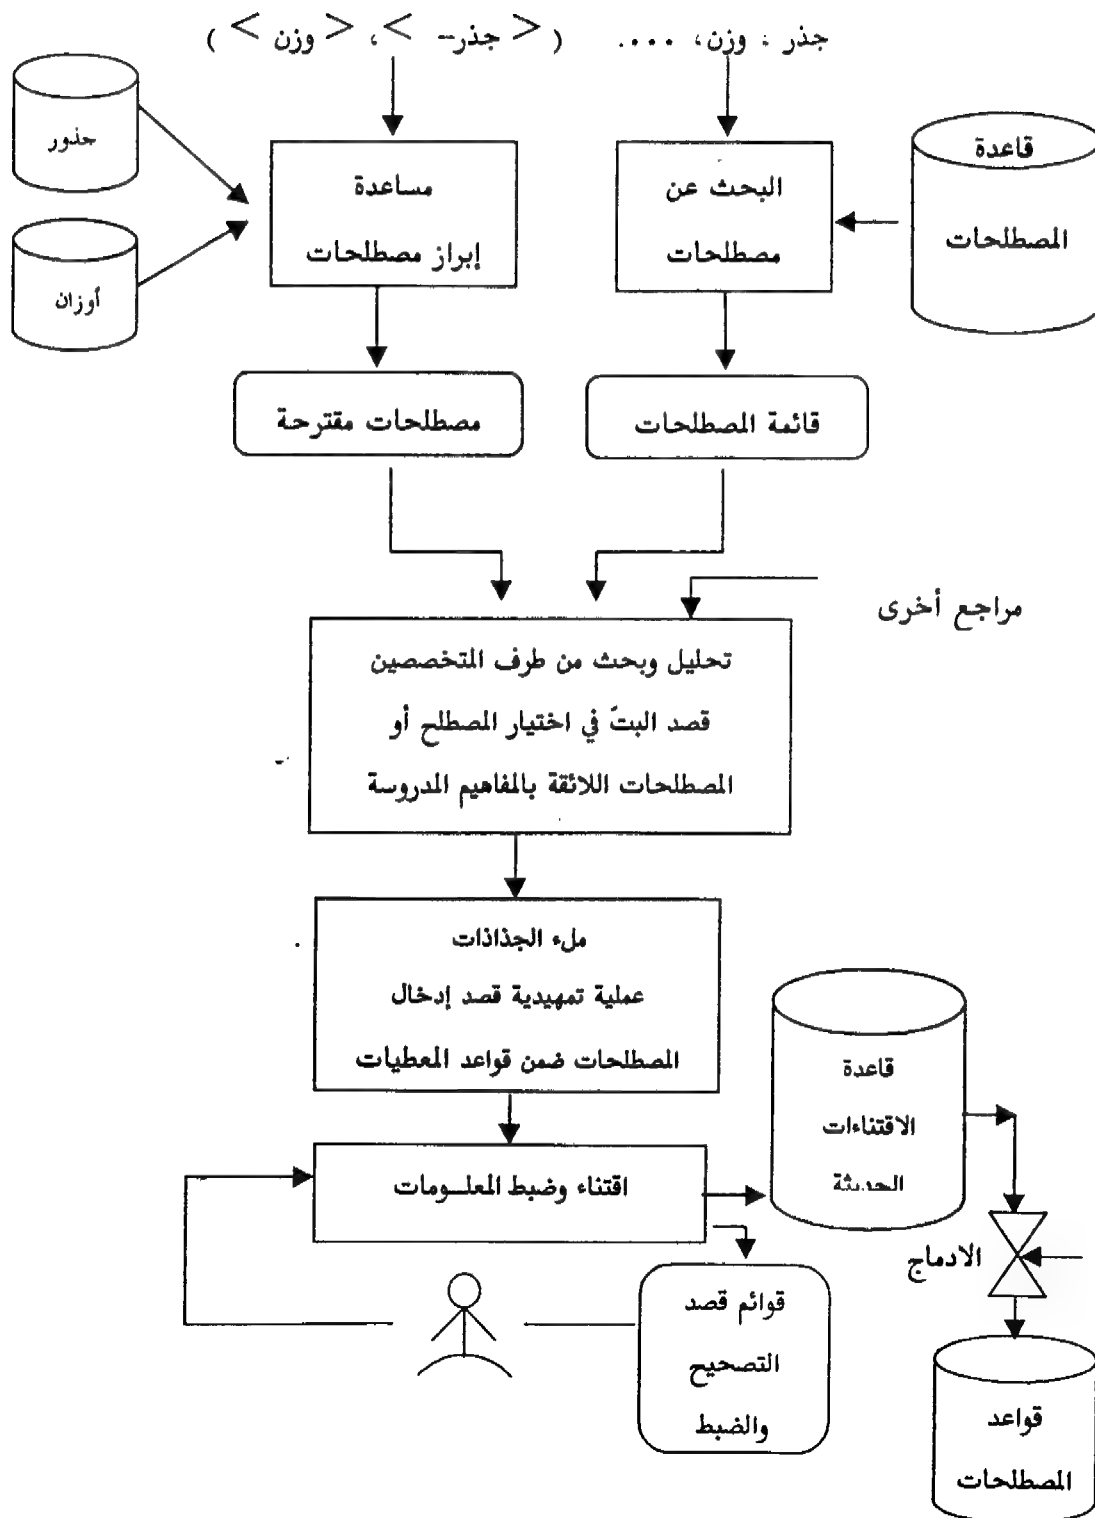 جذر ، وزن، ....
( < جذر- > ، < وزن > )
جذور
أوزان
قاعدة
المصطلحات
البحث عن
مصطلحات
مساعدة
إبراز مصطلحات
قائمة المصطلحات
مصطلحات مقترحة
مراجع أخرى
تحليل وبحث من طرف المتخصصين
قصد البتّ في اختيار المصطلح أو
المصطلحات اللائقة بالمفاهيم المدروسة
ملء الجذاذات
عملية تمهيدية قصد إدخال
المصطلحات ضمن قواعد المعطيات
قاعدة
الاقتناءات
الحديثة
اقتناء وضبط المعلــومات
الادماج
قوائم قصد
التصحيح
والضبط
قواعد
المصطلحات